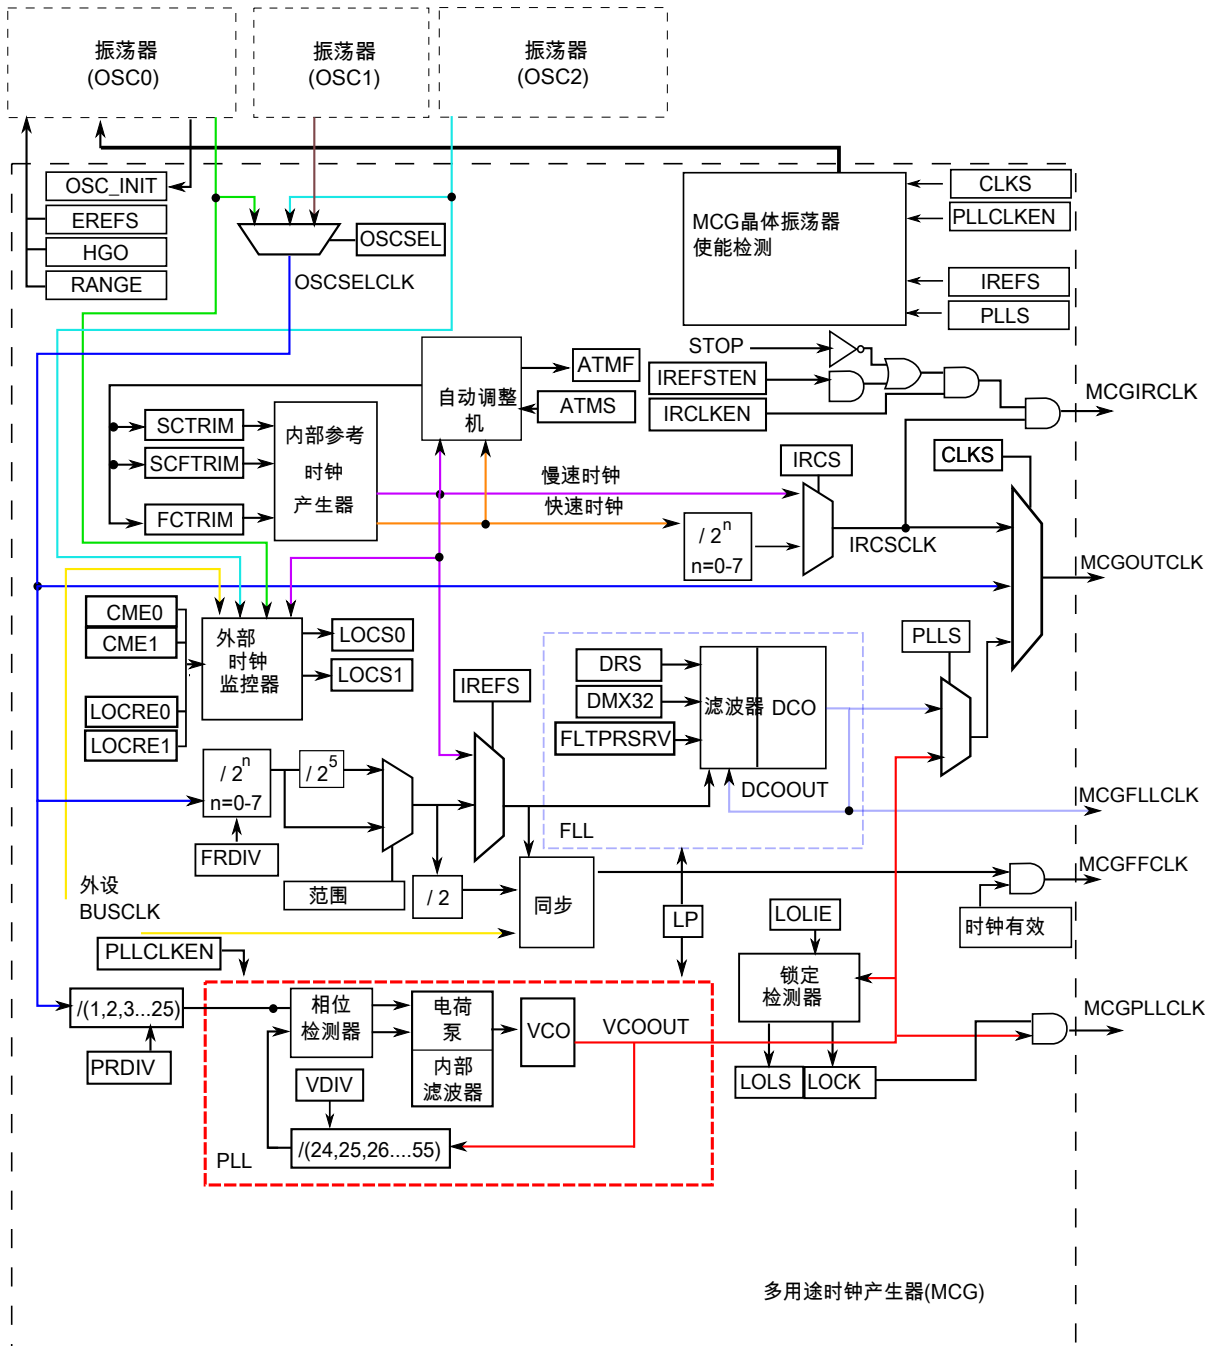 振荡器
(OSC0)
振荡器
(OSC1)
振荡器
(OSC2)
OSC_INIT
EREFS
HGO
RANGE
OSCSEL
OSCSELCLK
MCG晶体振荡器
使能检测
CLKS
PLLCLKEN
IREFS
PLLS
STOP
IREFSTEN
IRCLKEN
MCGIRCLK
自动调整
机
ATMF
ATMS
SCTRIM
SCFTRIM
FCTRIM
内部参考
时钟
产生器
慢速时钟
快速时钟
IRCS
/ 2n
n=0-7
IRCSCLK
CLKS
MCGOUTCLK
CME0
CME1
LOCRE0
LOCRE1
外部
时钟
监控器
LOCS0
LOCS1
IREFS
DRS
DMX32
FLTPRSRV
滤波器
DCO
DCOOUT
FLL
PLLS
MCGFLLCLK
/ 2n
n=0-7
/ 25
FRDIV
范围
/ 2
同步
外设
BUSCLK
LP
LOLIE
MCGFFCLK
时钟有效
PLLCLKEN
/(1,2,3...25)
PRDIV
相位
检测器
电荷
泵
内部
滤波器
VCO
VCOOUT
VDIV
/(24,25,26....55)
PLL
锁定
检测器
LOLS
LOCK
MCGPLLCLK
多用途时钟产生器(MCG)